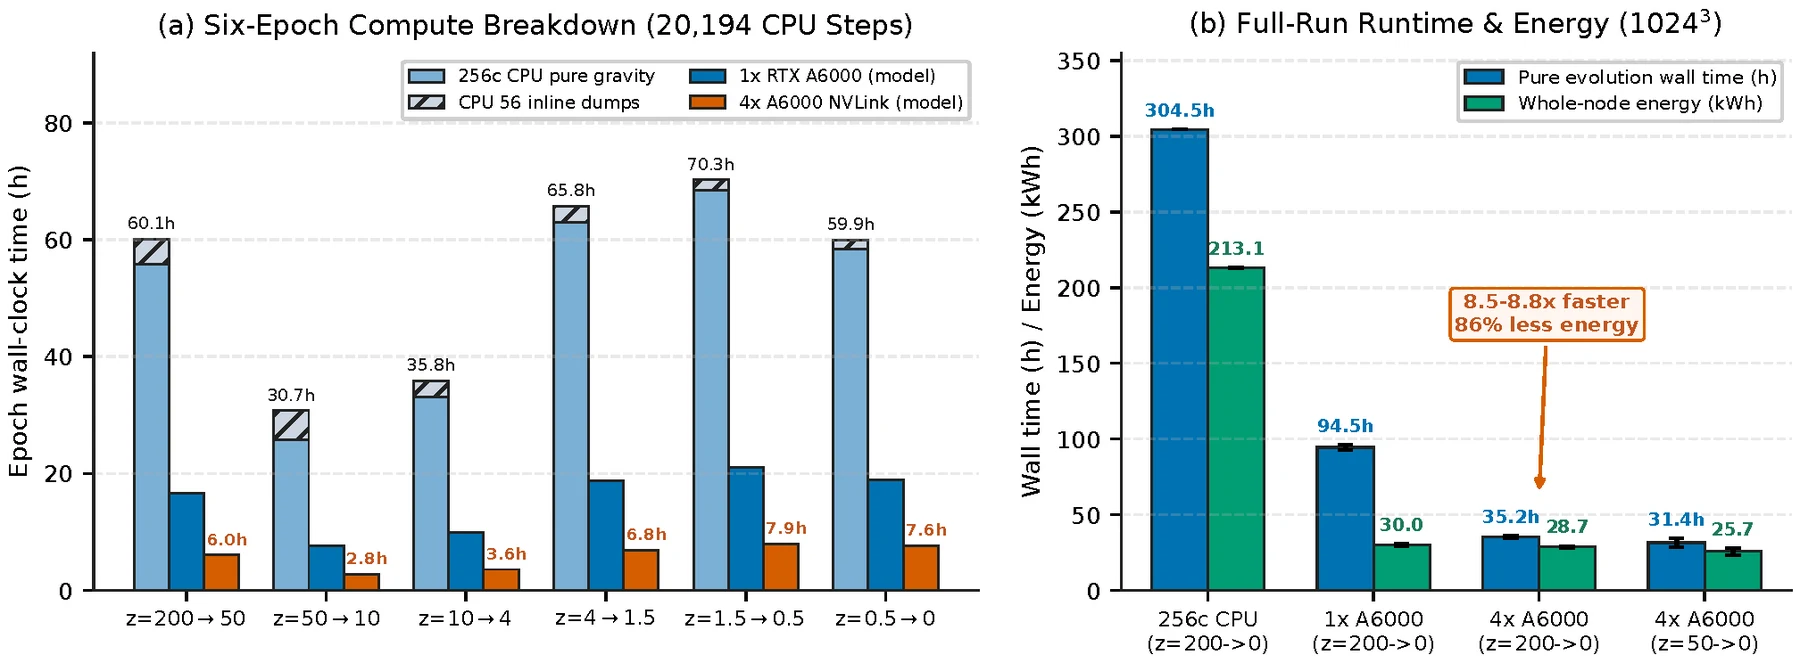 (a) Six-Epoch Compute Breakdown (20,194 CPU Steps)
256c CPU pure gravity
CPU 56 inline dumps
1x RTX A6000 (model)
4x A6000 NVLink (model)
Epoch wall-clock time (h)
80
60
40
20
0
60.1h
30.7h
35.8h
65.8h
70.3h
59.9h
6.0h
2.8h
3.6h
6.8h
7.9h
7.6h
z=200→50
z=50→10
z=10→4
z=4→1.5
z=1.5→0.5
z=0.5→0
(b) Full-Run Runtime & Energy (1024³)
Pure evolution wall time (h)
Whole-node energy (kWh)
Wall time (h) / Energy (kWh)
350
300
250
200
150
100
50
0
304.5h
213.1
94.5h
30.0
35.2h
28.7
31.4h
25.7
8.5-8.8x faster
86% less energy
256c CPU
(z=200->0)
1x A6000
(z=200->0)
4x A6000
(z=200->0)
4x A6000
(z=50->0)